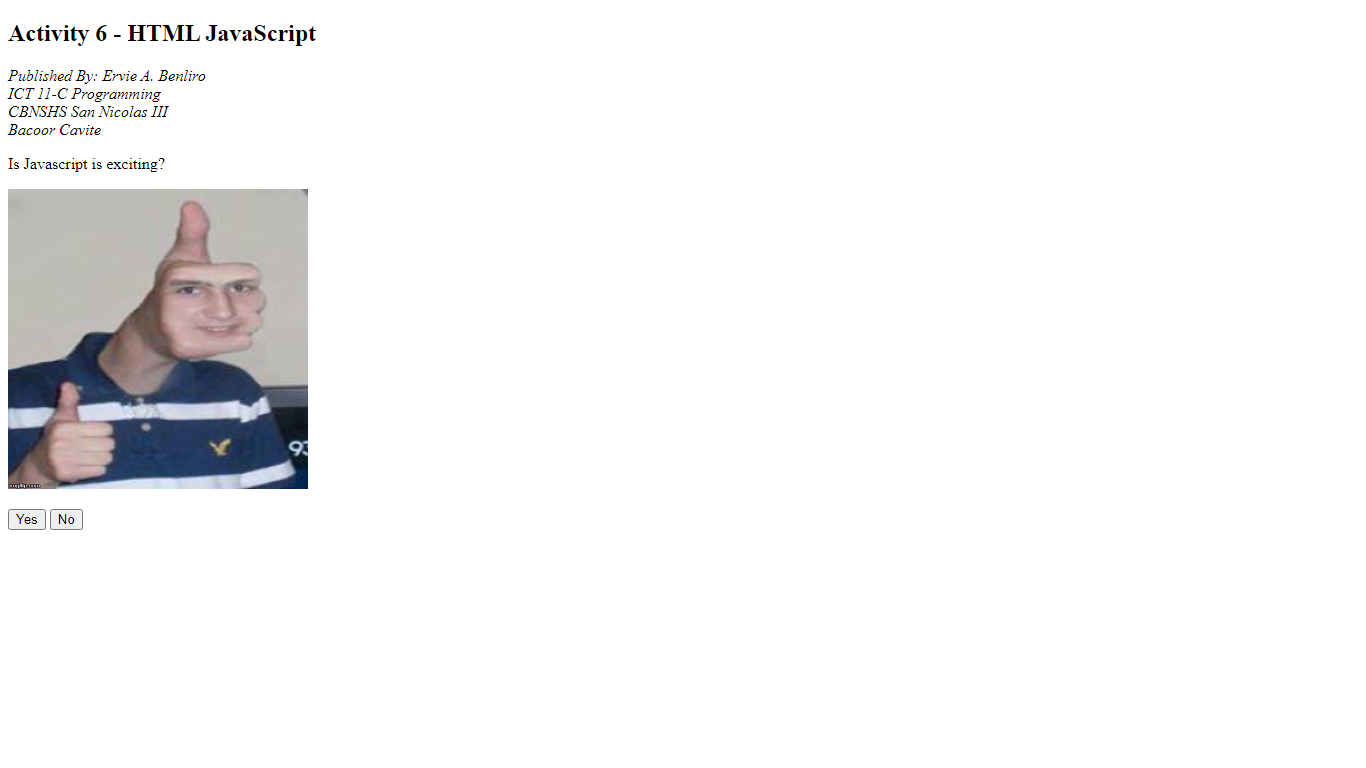 Activity 6 - HTML JavaScript
Published By: Ervie A. Benliro
ICT 11-C Programming
CBNSHS San Nicolas III
Bacoor Cavite
Is Javascript is exciting?
93
Yes No